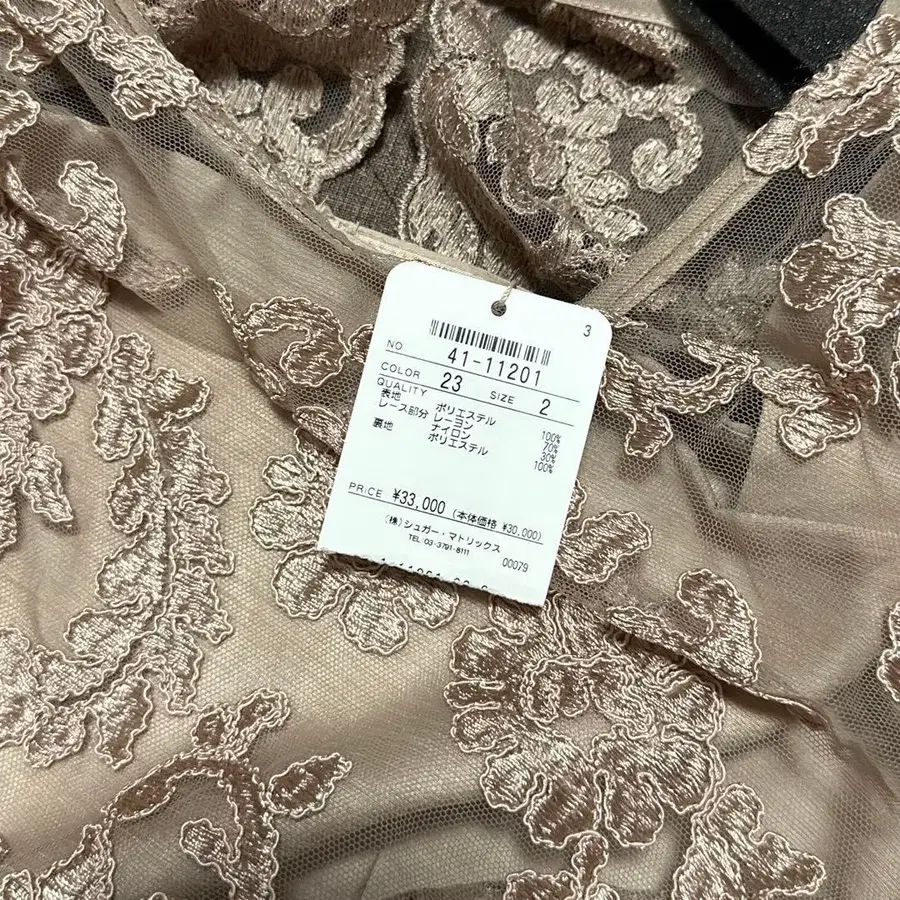 3
NO 41-11201
COLOR 23 SIZE 2
QUALITY
表地 ポリエステル 100%
レース部分 レーヨン 70%
ナイロン 30%
裏地 ポリエステル 100%
PRICE ¥33,000 (本体価格 ¥30,000)
(株)シュガー・マトリックス
TEL:03-3791-8111
00079